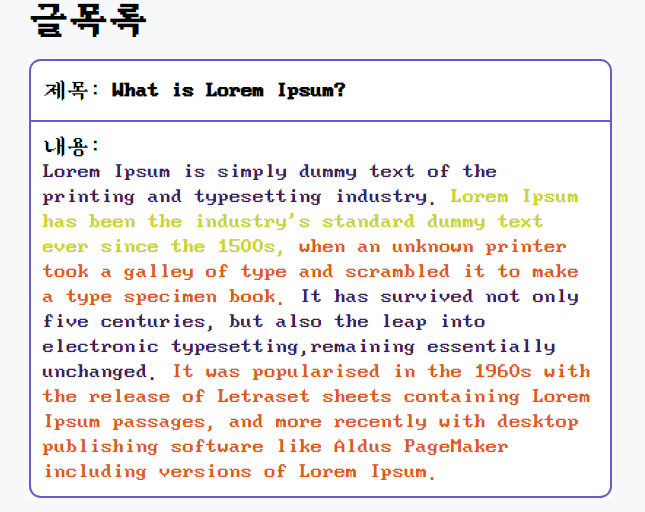 글목록
제목: What is Lorem Ipsum?
내용:
Lorem Ipsum is simply dummy text of the
printing and typesetting industry. Lorem Ipsum
has been the industry's standard dummy text
ever since the 1500s, when an unknown printer
took a galley of type and scrambled it to make
a type specimen book. It has survived not only
five centuries, but also the leap into
electronic typesetting,remaining essentially
unchanged. It was popularised in the 1960s with
the release of Letraset sheets containing Lorem
Ipsum passages, and more recently with desktop
publishing software like Aldus PageMaker
including versions of Lorem Ipsum.